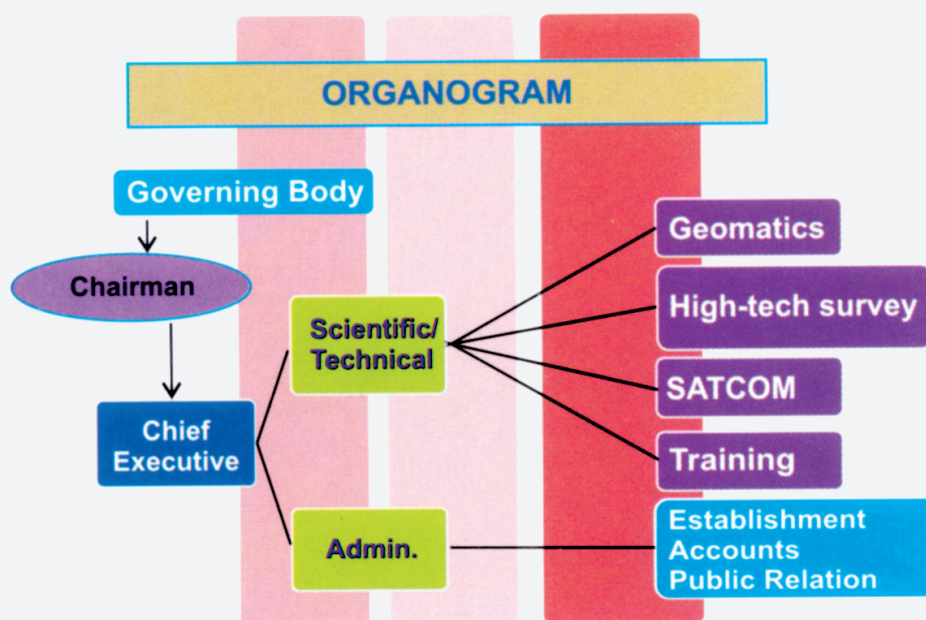 ORGANOGRAM
Governing Body
Chairman
Chief
Executive
Scientific/
Technical
Admin.
Geomatics
High-tech survey
SATCOM
Training
Establishment
Accounts
Public Relation